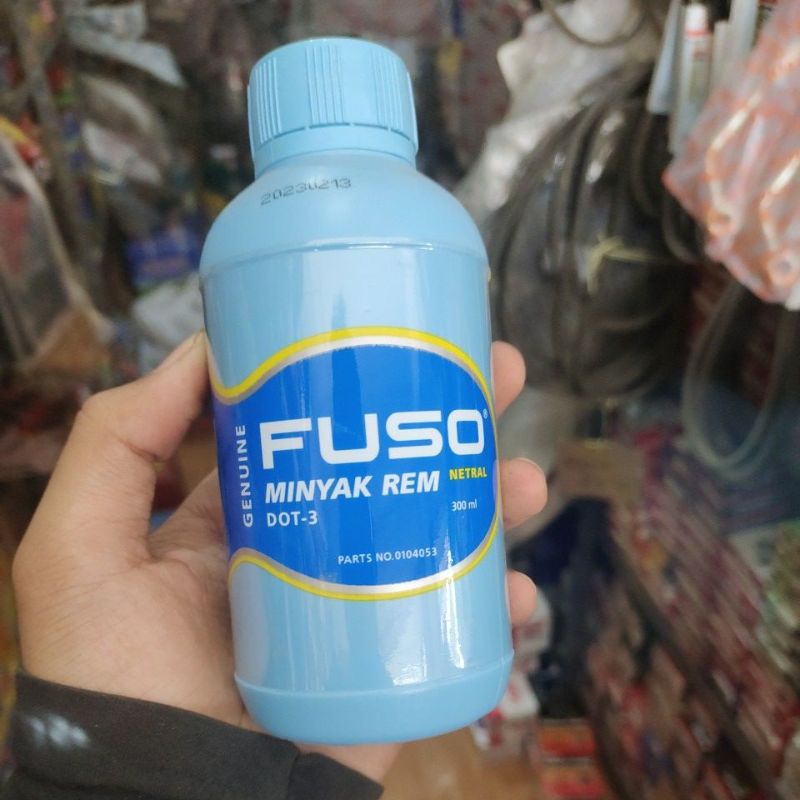 20230213
GENUINE
FUSO®
MINYAK REM NETRAL
DOT-3 300 ml
PARTS NO.0104053